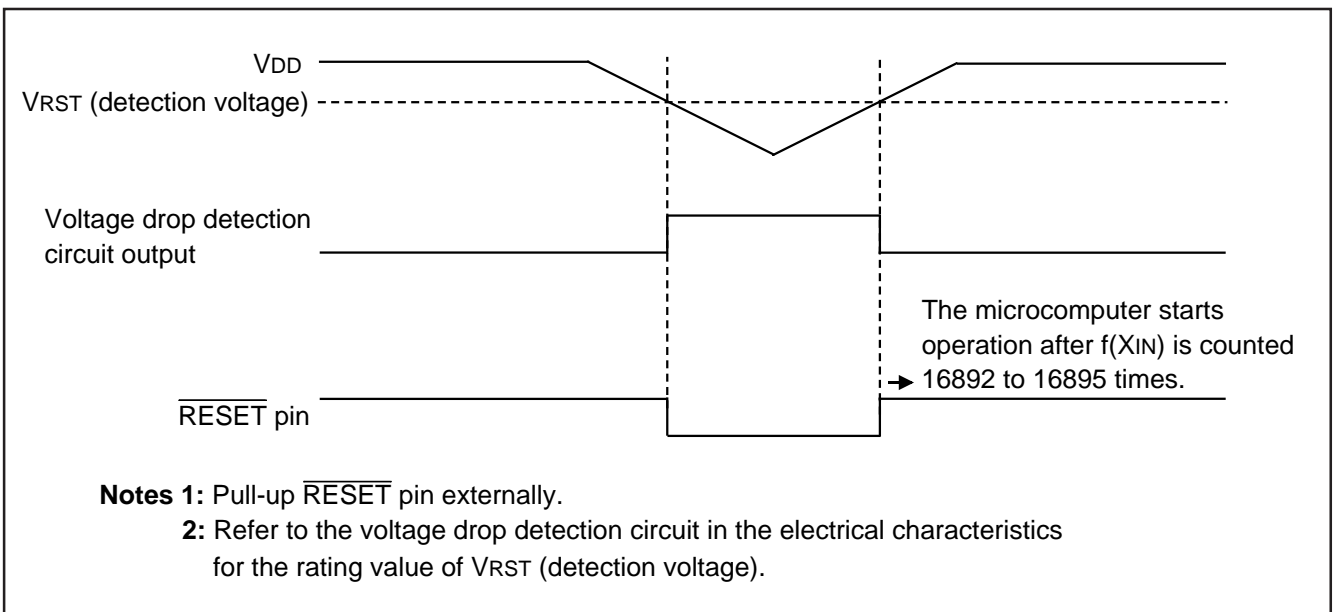 VDD
VRST (detection voltage)
Voltage drop detection
circuit output
The microcomputer starts
operation after f(XIN) is counted
16892 to 16895 times.
RESET pin
Notes 1: Pull-up RESET pin externally.
2: Refer to the voltage drop detection circuit in the electrical characteristics
for the rating value of VRST (detection voltage).